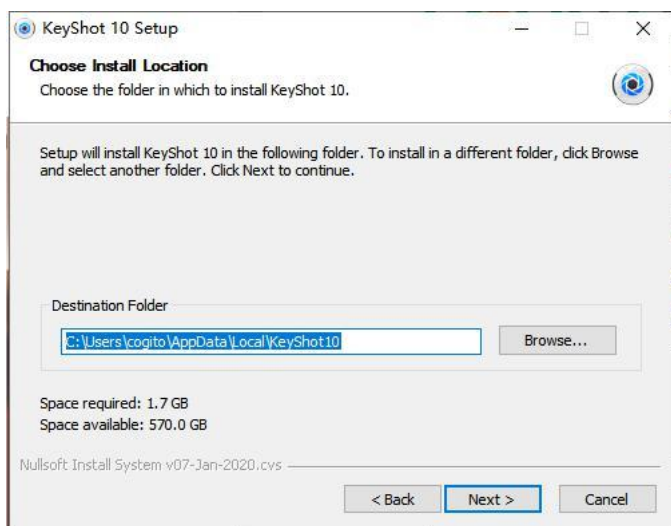 KeyShot 10 Setup
Choose Install Location
Choose the folder in which to install KeyShot 10.
Setup will install KeyShot 10 in the following folder. To install in a different folder, click Browse
and select another folder. Click Next to continue.
Destination Folder
C:\Users\cogito\AppData\Local\KeyShot10
Browse...
Space required: 1.7 GB
Space available: 570.0 GB
Nullsoft Install System v07-Jan-2020.cvs
< Back
Next >
Cancel